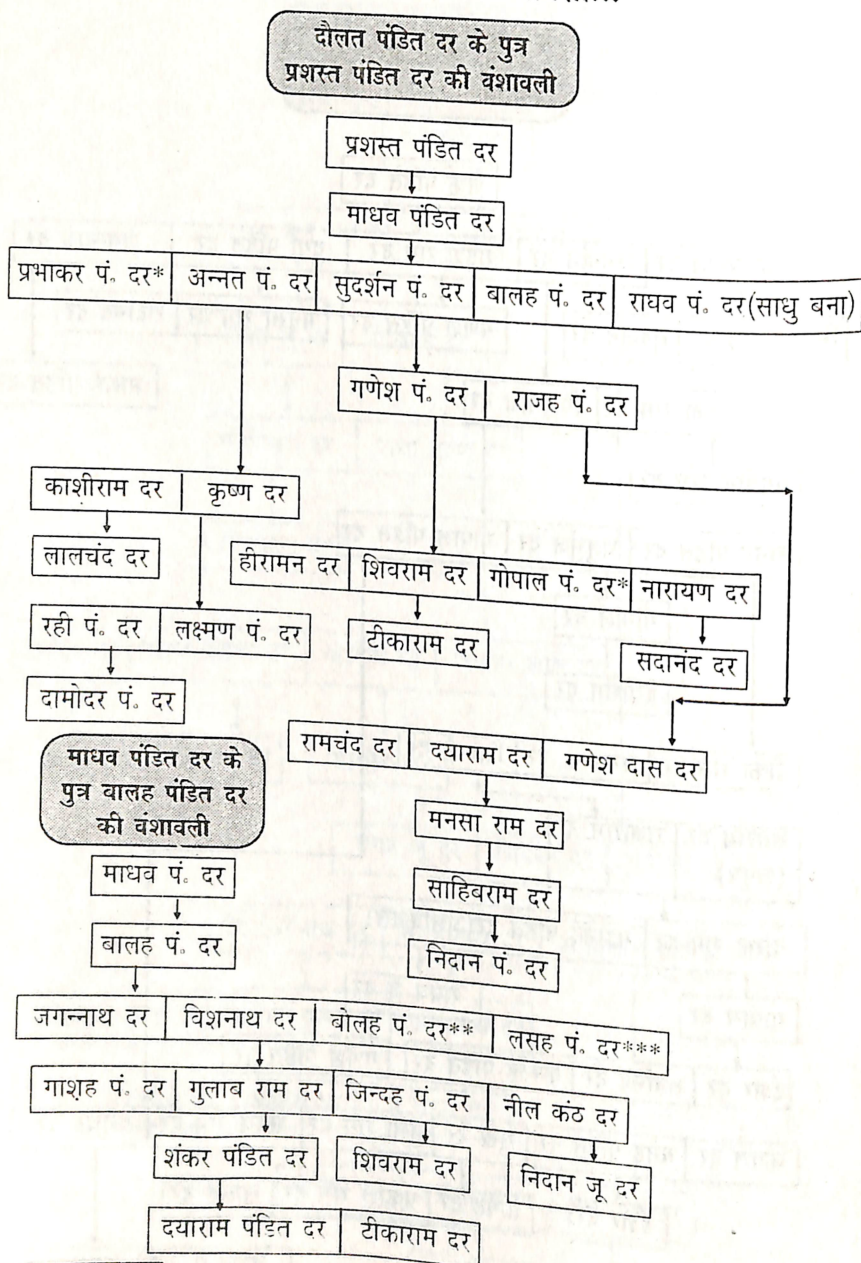 दौलत पंडित दर के पुत्र
प्रशस्त पंडित दर की वंशावली
प्रशस्त पंडित दर
माधव पंडित दर
प्रभाकर पं॰ दर* अन्नत पं॰ दर सुदर्शन पं॰ दर बालह पं॰ दर राघव पं॰ दर(साधु बना)
गणेश पं॰ दर राजह पं॰ दर
काशीराम दर कृष्ण दर
लालचंद दर
हीरामन दर शिवराम दर गोपाल पं॰ दर* नारायण दर
रही पं॰ दर लक्ष्मण पं॰ दर
टीकाराम दर
सदानंद दर
दामोदर पं॰ दर
रामचंद दर दयाराम दर गणेश दास दर
मनसा राम दर
साहिबराम दर
निदान पं॰ दर
माधव पंडित दर के
पुत्र बालह पंडित दर
की वंशावली
माधव पं॰ दर
बालह पं॰ दर
जगन्नाथ दर विशनाथ दर बोलह पं॰ दर** लसह पं॰ दर***
गाशह पं॰ दर गुलाब राम दर जिन्दह पं॰ दर नील कंठ दर
शंकर पंडित दर शिवराम दर निदान जू दर
दयाराम पंडित दर टीकाराम दर